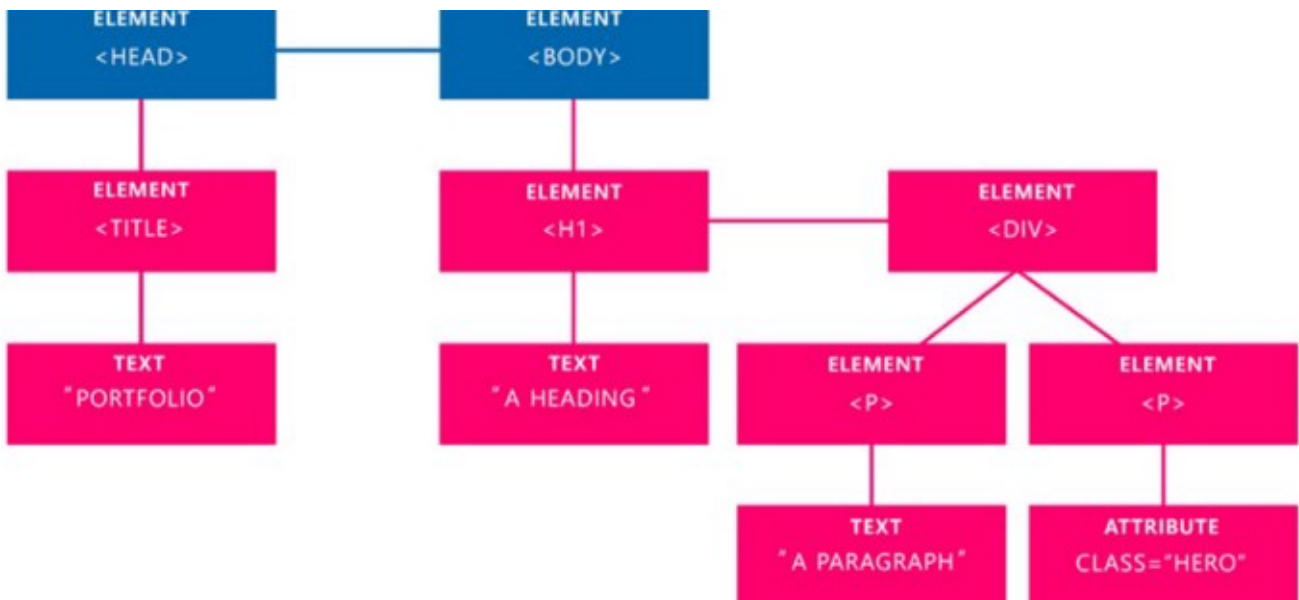 ELEMENT
<HEAD>
ELEMENT
<BODY>
ELEMENT
<TITLE>
ELEMENT
<H1>
ELEMENT
<DIV>
TEXT
"PORTFOLIO"
TEXT
"A HEADING"
ELEMENT
<P>
ELEMENT
<P>
TEXT
"A PARAGRAPH"
ATTRIBUTE
CLASS="HERO"